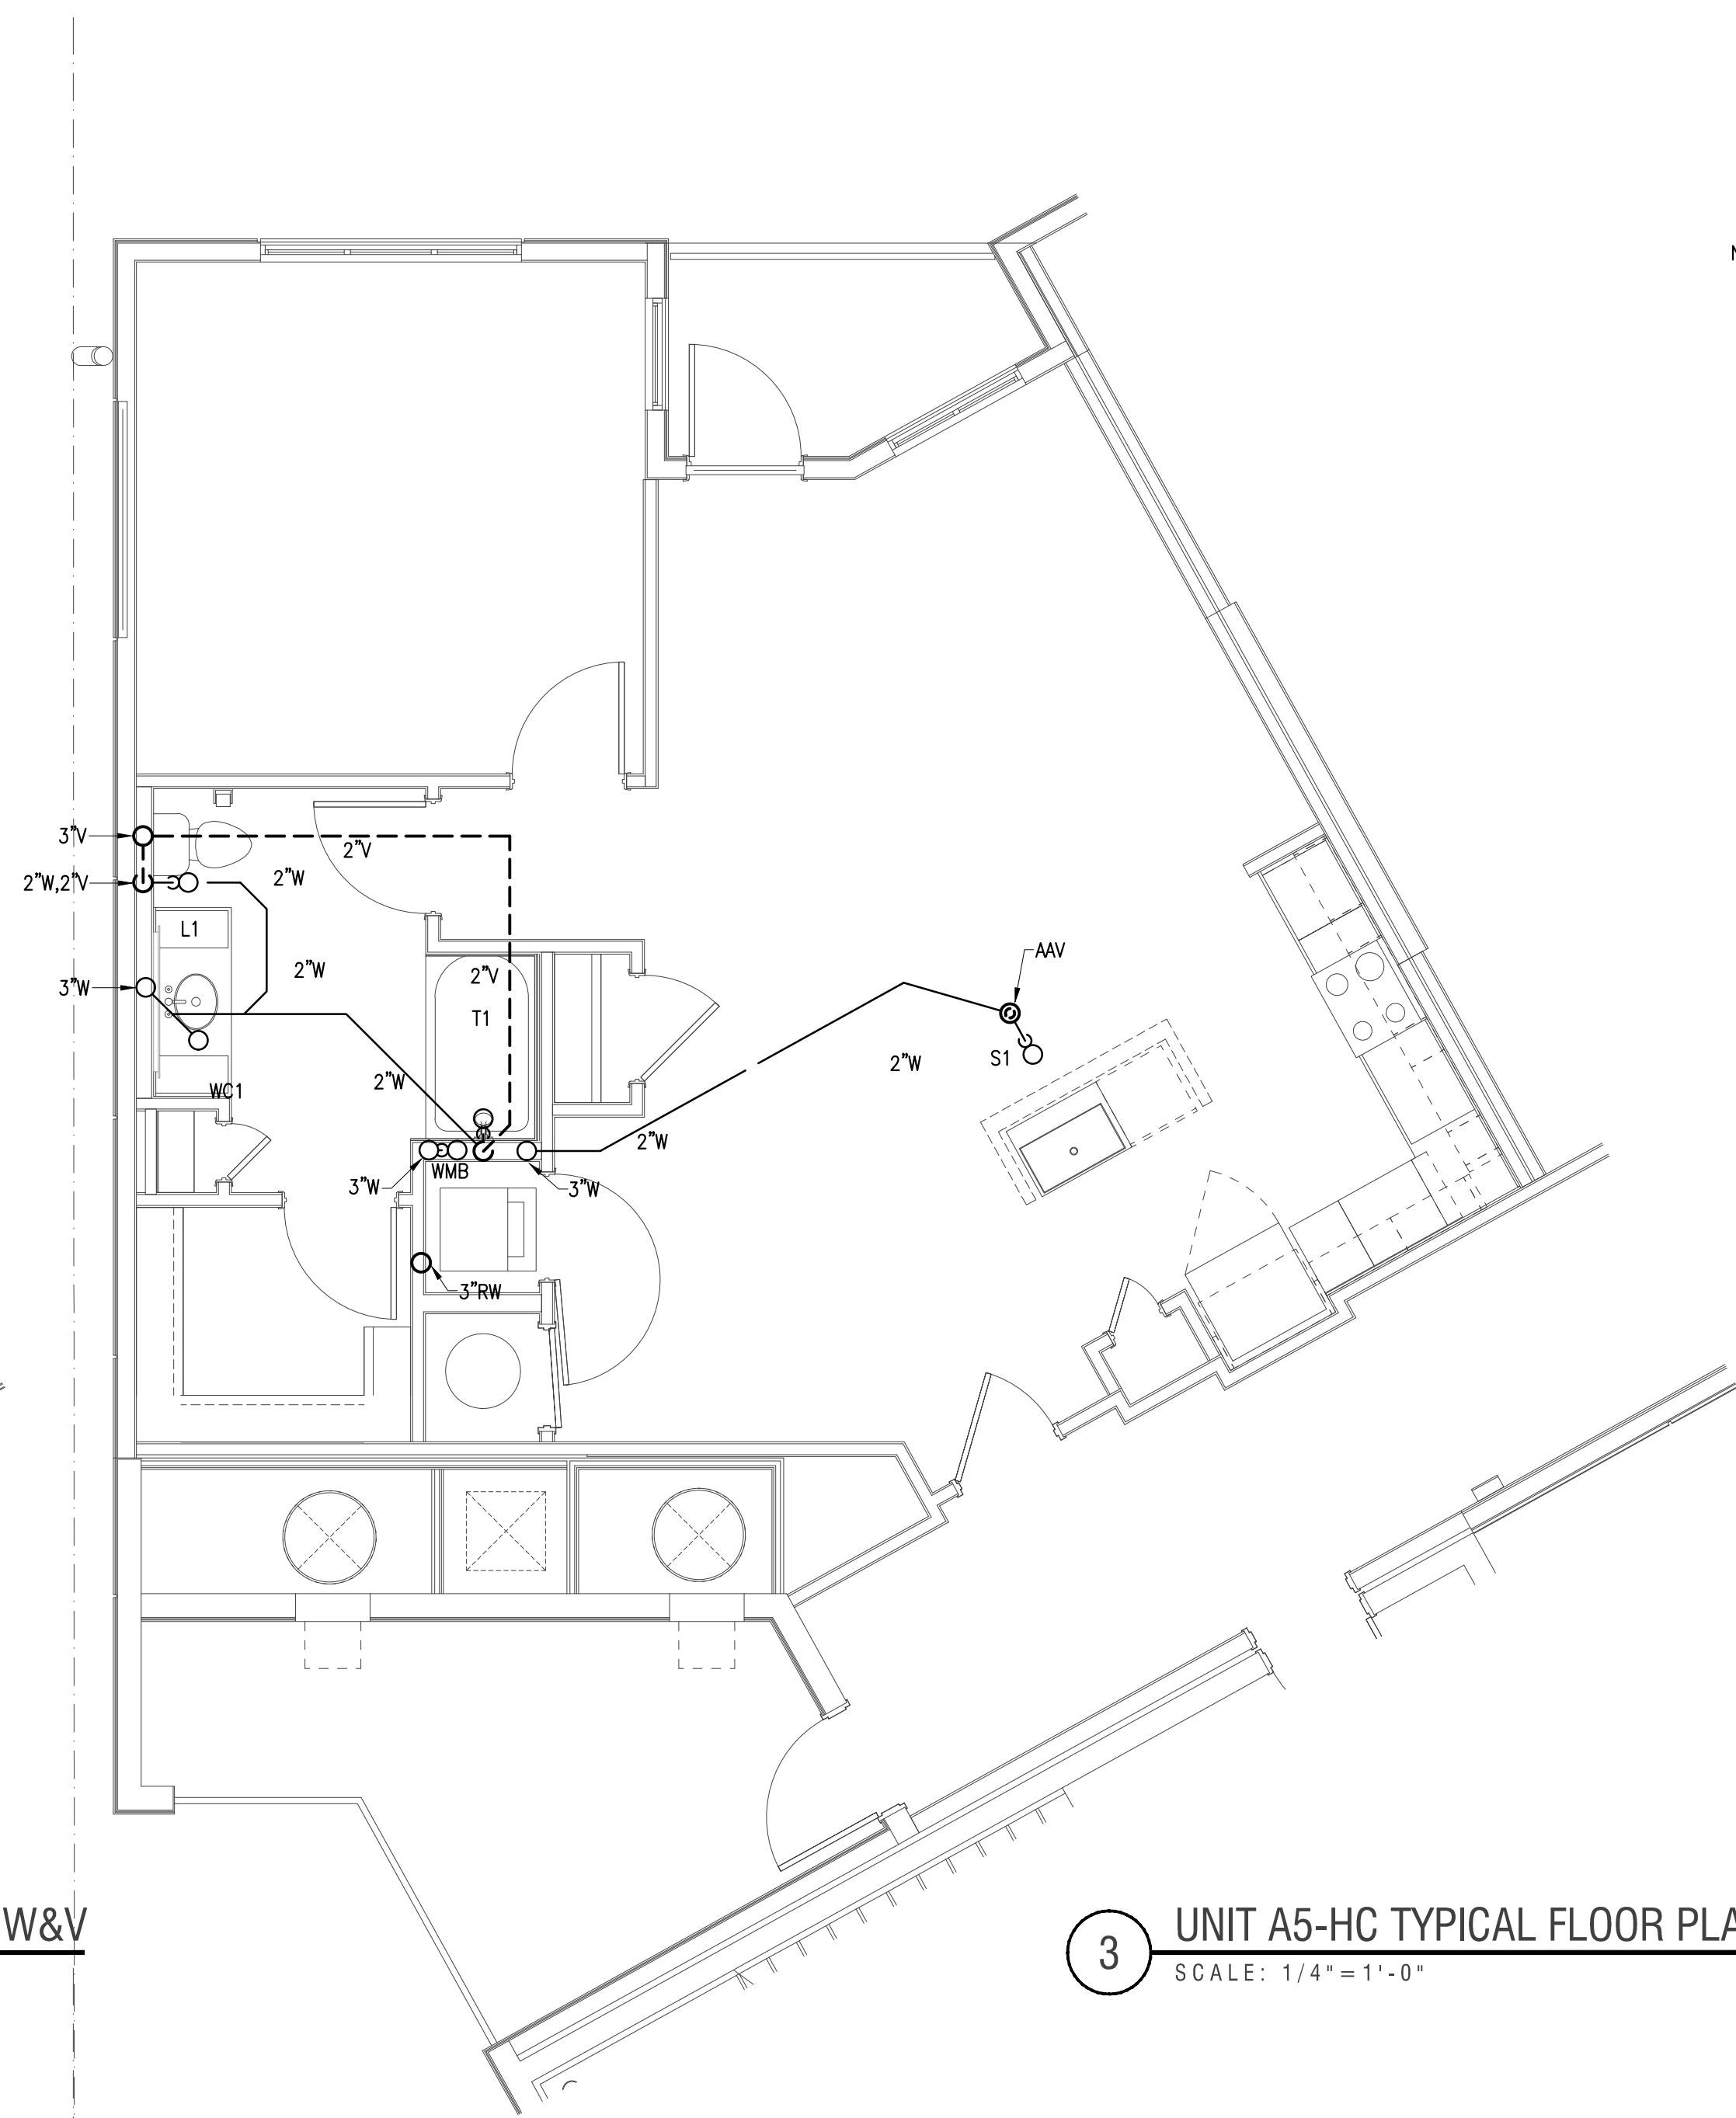 N
3"V
2"V
2"W,2"V
2"W
L1
AAV
2"W
2"V
3"W
T1
S1
2"W
2"W
WC1
2"W
WMB
3"W
3"W
3"RW
W&V
3
UNIT A5-HC TYPICAL FLOOR PLA
SCALE: 1/4"=1'-0"